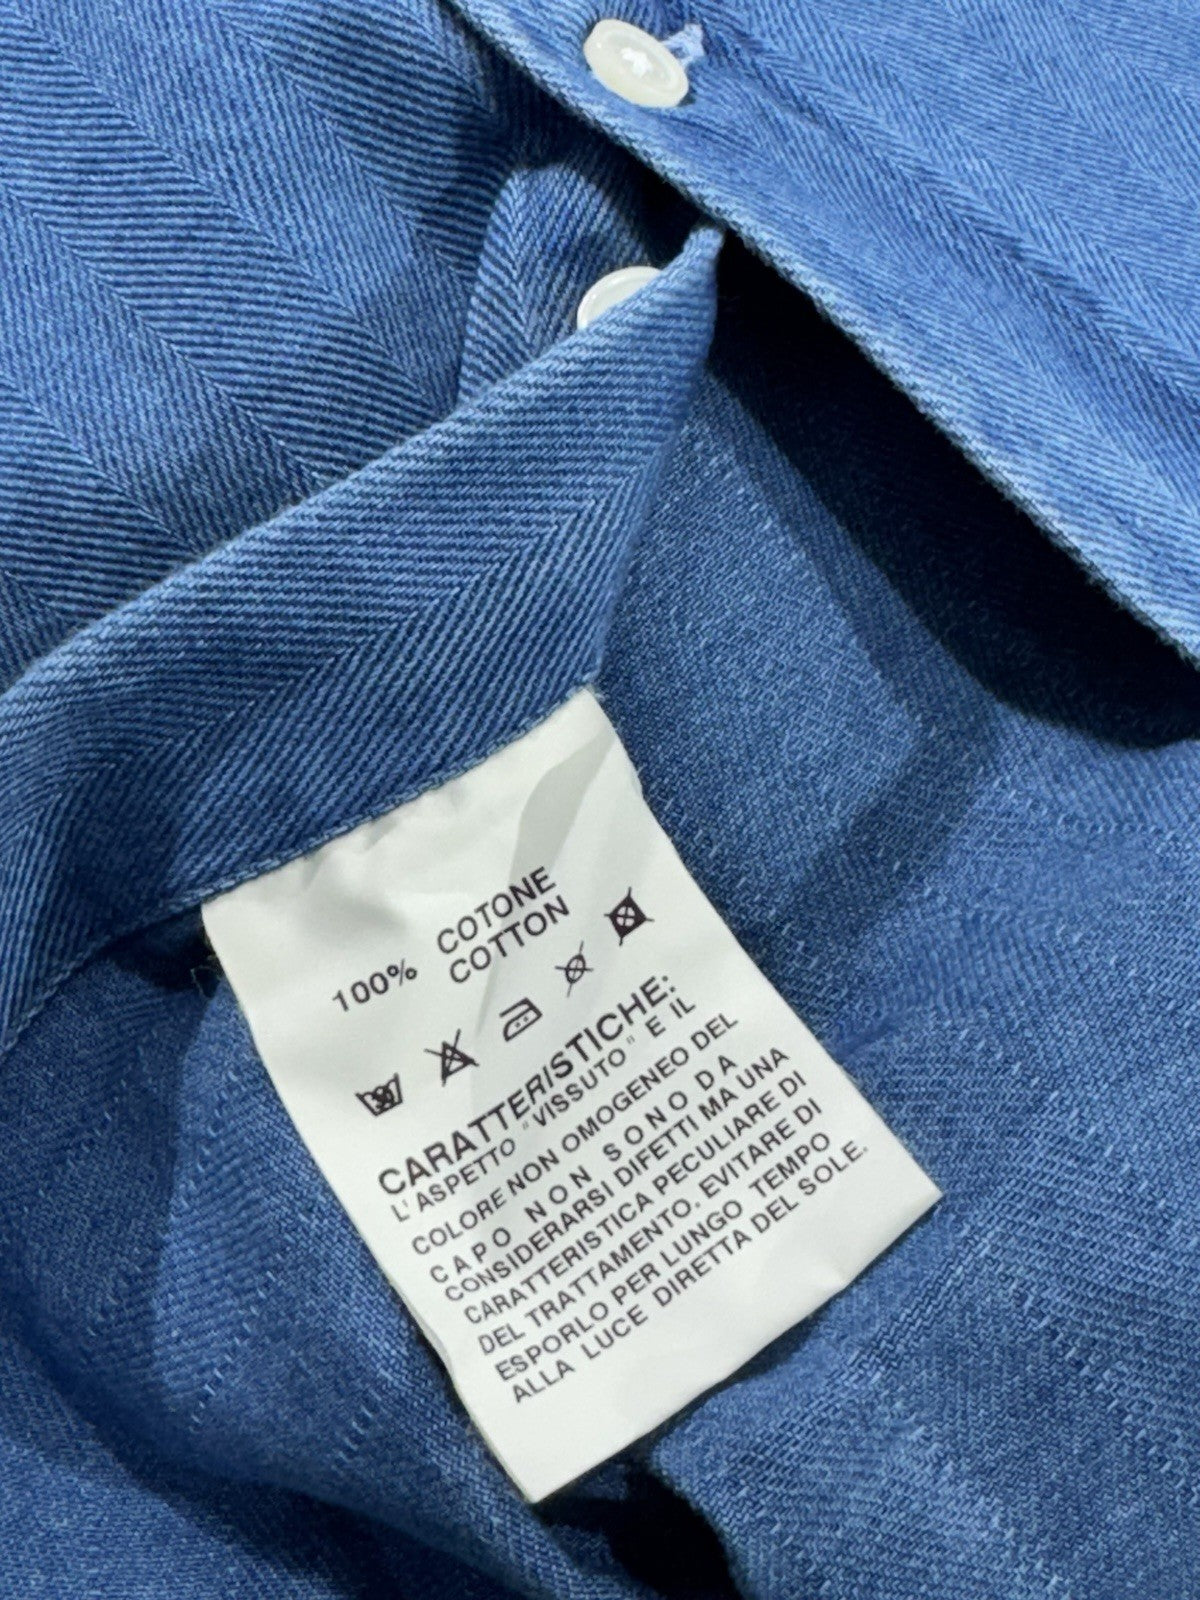 100% COTONE
COTTON
30
CARATTERISTICHE:
L'ASPETTO "VISSUTO" E IL
COLORE NON OMOGENEO DEL
CAPO NON SONO DA
CONSIDERARSI DIFETTI MA UNA
CARATTERISTICA PECULIARE DI
DEL TRATTAMENTO. EVITARE DI
ESPORLO PER LUNGO TEMPO
ALLA LUCE DIRETTA DEL SOLE.